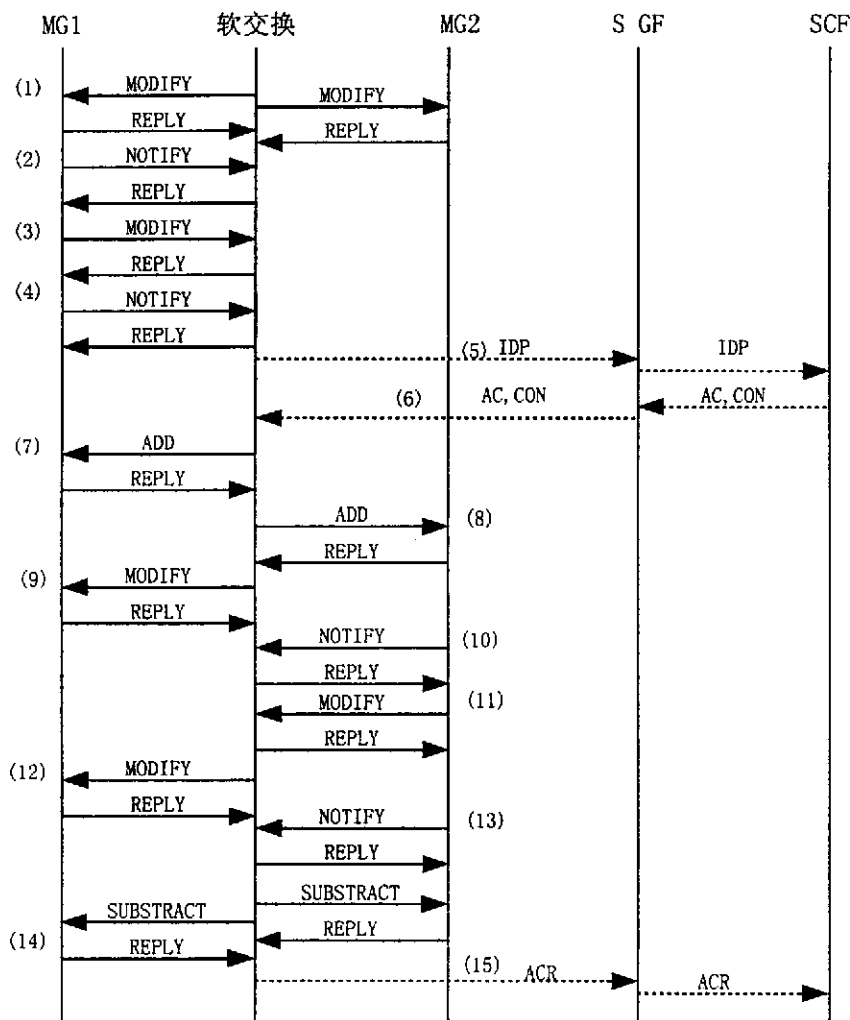 MG1 软交换 MG2 S GF SCF
(1) MODIFY
MODIFY
REPLY
REPLY
(2) NOTIFY
REPLY
(3) MODIFY
REPLY
(4) NOTIFY
REPLY
(5) IDP IDP
(6) AC,CON AC,CON
(7) ADD
REPLY
ADD (8)
REPLY
(9) MODIFY
REPLY
NOTIFY (10)
REPLY
MODIFY (11)
REPLY
(12) MODIFY
REPLY
NOTIFY (13)
REPLY
SUBSTRACT
SUBSTRACT
REPLY
(14) REPLY
(15) ACR ACR